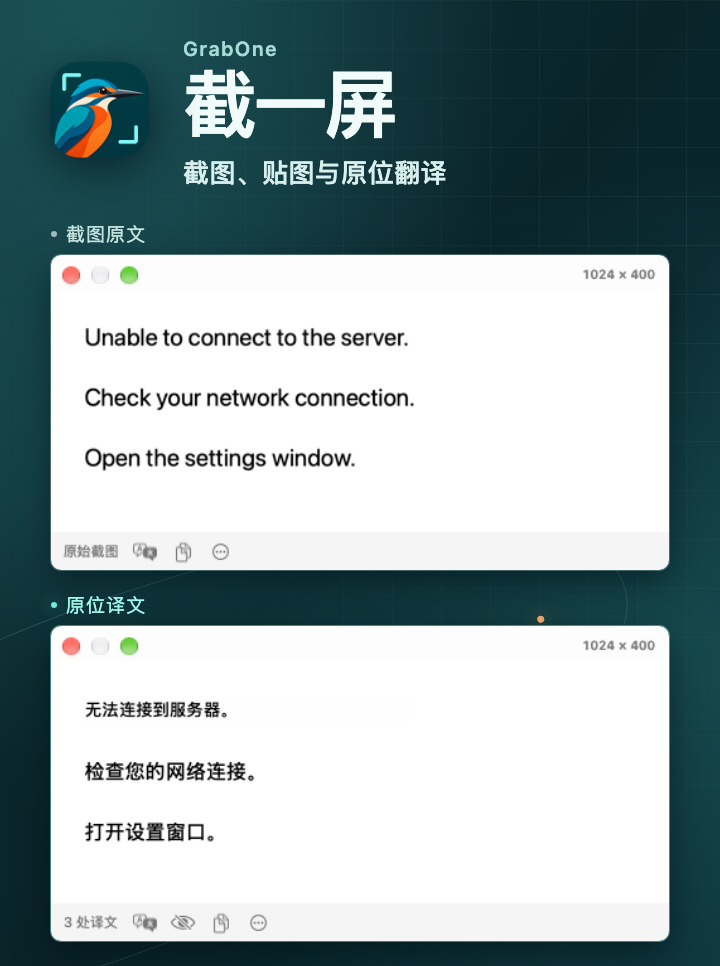 GrabOne
截一屏
截图、贴图与原位翻译
• 截图原文
1024 × 400
Unable to connect to the server.
Check your network connection.
Open the settings window.
原始截图
• 原位译文
1024 × 400
无法连接到服务器。
检查您的网络连接。
打开设置窗口。
3 处译文